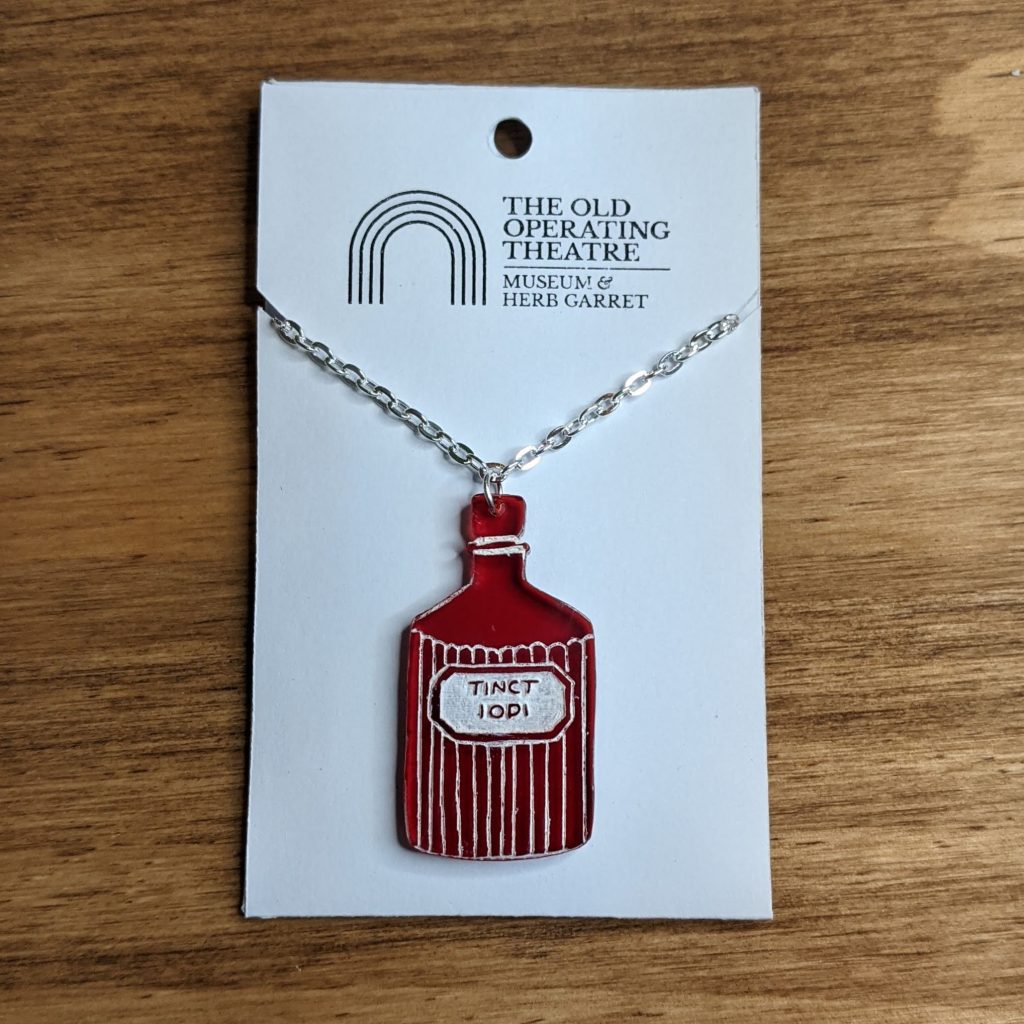 THE OLD
OPERATING
THEATRE
MUSEUM &
HERB GARRET
TINCT
IODI